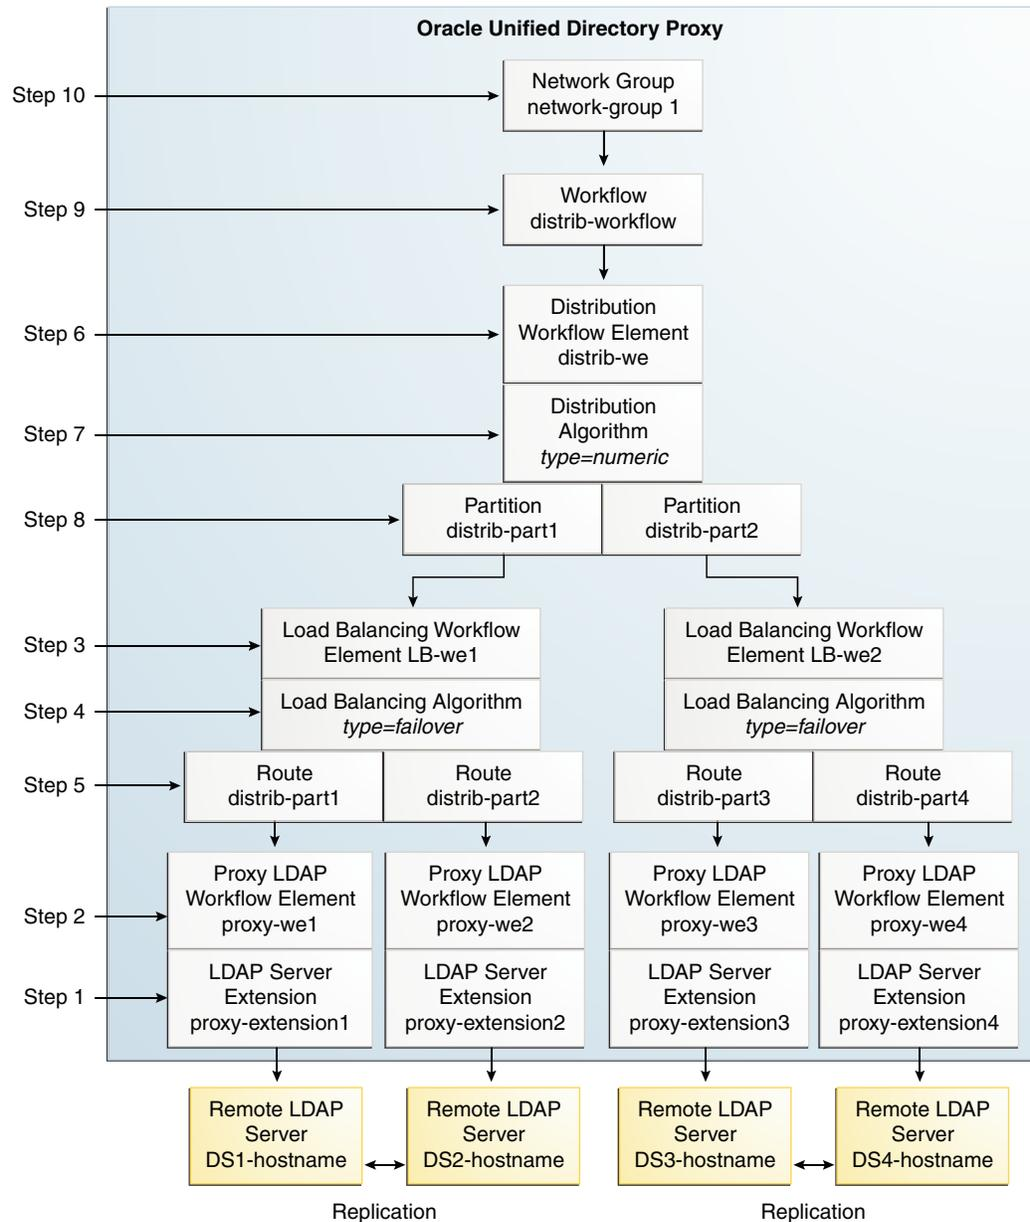 Oracle Unified Directory Proxy
Step 10
Network Group
network-group 1
Step 9
Workflow
distrib-workflow
Step 6
Distribution
Workflow Element
distrib-we
Step 7
Distribution
Algorithm
type=numeric
Step 8
Partition
distrib-part1
Partition
distrib-part2
Step 3
Load Balancing Workflow
Element LB-we1
Load Balancing Workflow
Element LB-we2
Step 4
Load Balancing Algorithm
type=failover
Load Balancing Algorithm
type=failover
Step 5
Route
distrib-part1
Route
distrib-part2
Route
distrib-part3
Route
distrib-part4
Step 2
Proxy LDAP
Workflow Element
proxy-we1
Proxy LDAP
Workflow Element
proxy-we2
Proxy LDAP
Workflow Element
proxy-we3
Proxy LDAP
Workflow Element
proxy-we4
Step 1
LDAP Server
Extension
proxy-extension1
LDAP Server
Extension
proxy-extension2
LDAP Server
Extension
proxy-extension3
LDAP Server
Extension
proxy-extension4
Remote LDAP
Server
DS1-hostname
Remote LDAP
Server
DS2-hostname
Remote LDAP
Server
DS3-hostname
Remote LDAP
Server
DS4-hostname
Replication
Replication